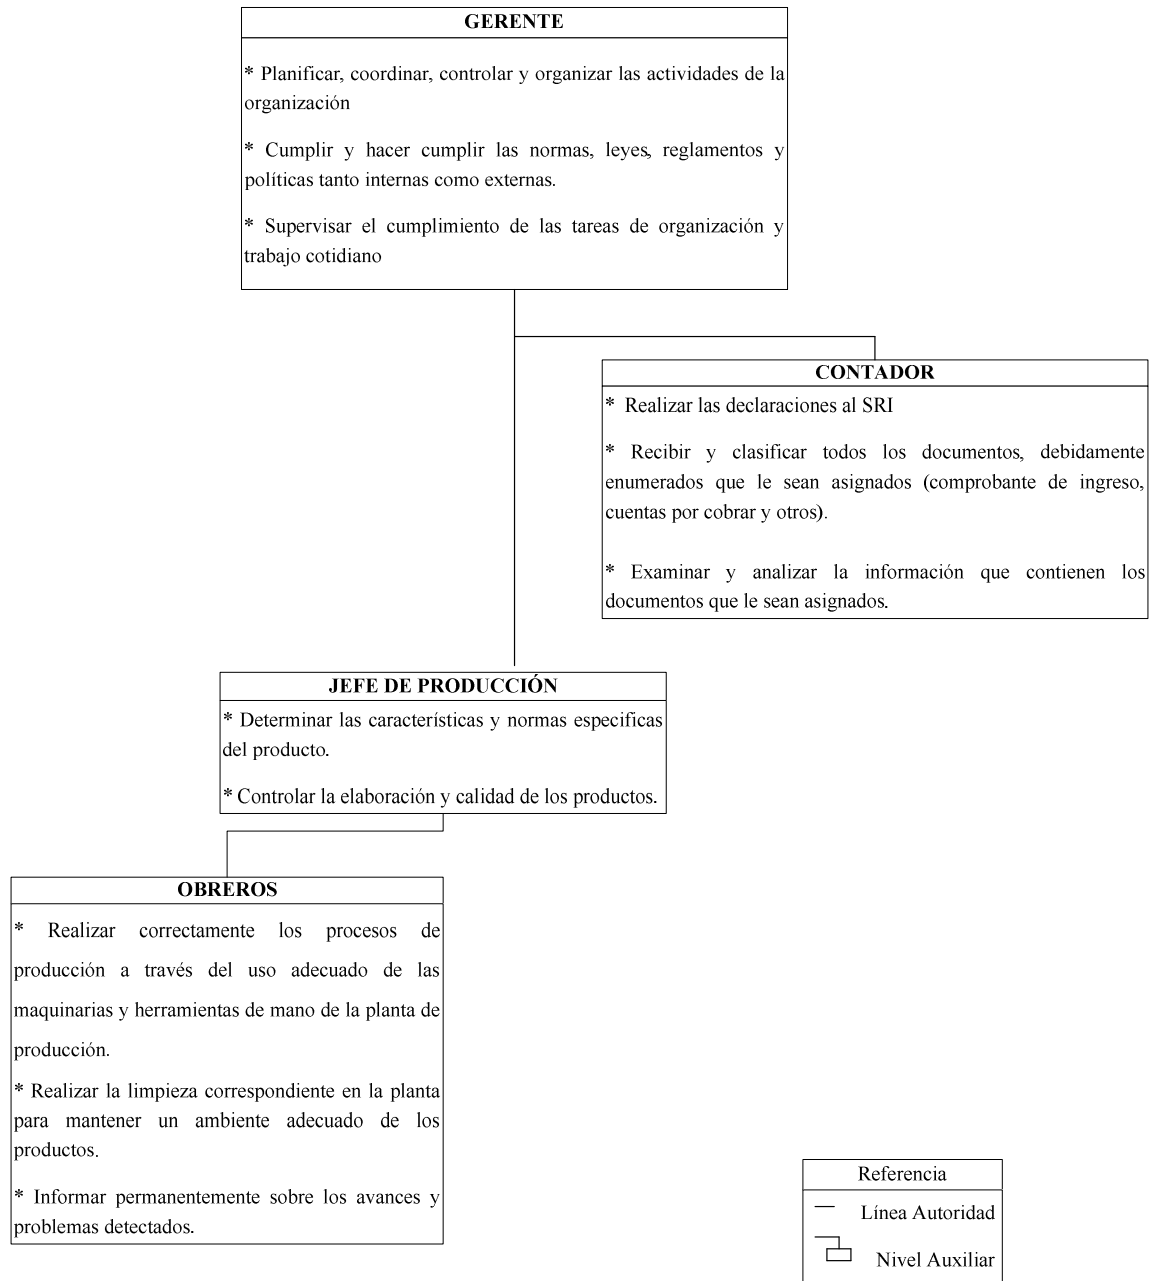 GERENTE
* Planificar, coordinar, controlar y organizar las actividades de la
organización
* Cumplir y hacer cumplir las normas, leyes, reglamentos y
políticas tanto internas como externas.
* Supervisar el cumplimiento de las tareas de organización y
trabajo cotidiano
CONTADOR
* Realizar las declaraciones al SRI
* Recibir y clasificar todos los documentos, debidamente
enumerados que le sean asignados (comprobante de ingreso,
cuentas por cobrar y otros).
* Examinar y analizar la información que contienen los
documentos que le sean asignados.
JEFE DE PRODUCCIÓN
* Determinar las características y normas especificas
del producto.
* Controlar la elaboración y calidad de los productos.
OBREROS
* Realizar correctamente los procesos de
producción a través del uso adecuado de las
maquinarias y herramientas de mano de la planta de
producción.
* Realizar la limpieza correspondiente en la planta
para mantener un ambiente adecuado de los
productos.
* Informar permanentemente sobre los avances y
problemas detectados.
Referencia
Línea Autoridad
Nivel Auxiliar